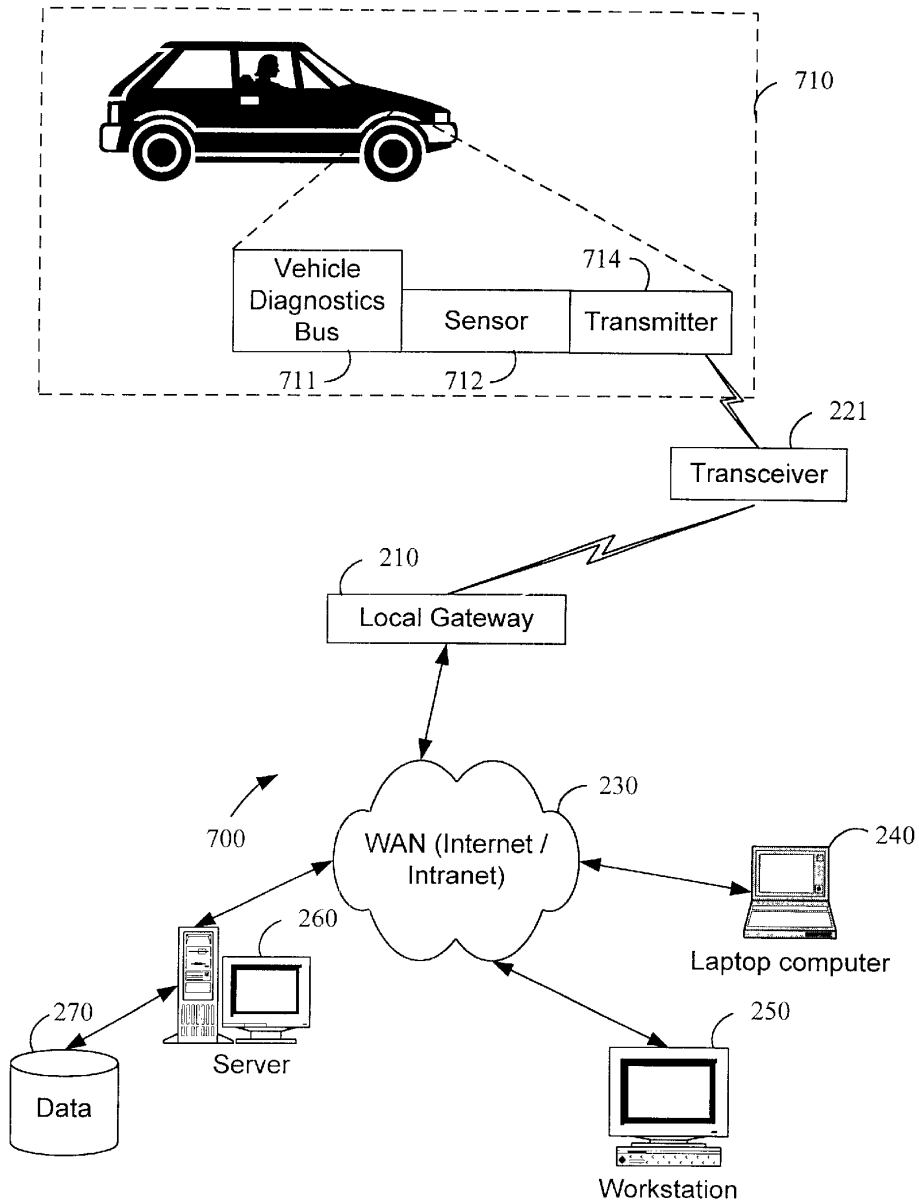 710
714
Vehicle
Diagnostics
Bus
Sensor
Transmitter
711
712
221
Transceiver
210
Local Gateway
230
700
WAN (Internet /
Intranet)
240
Laptop computer
260
Server
270
Data
250
Workstation